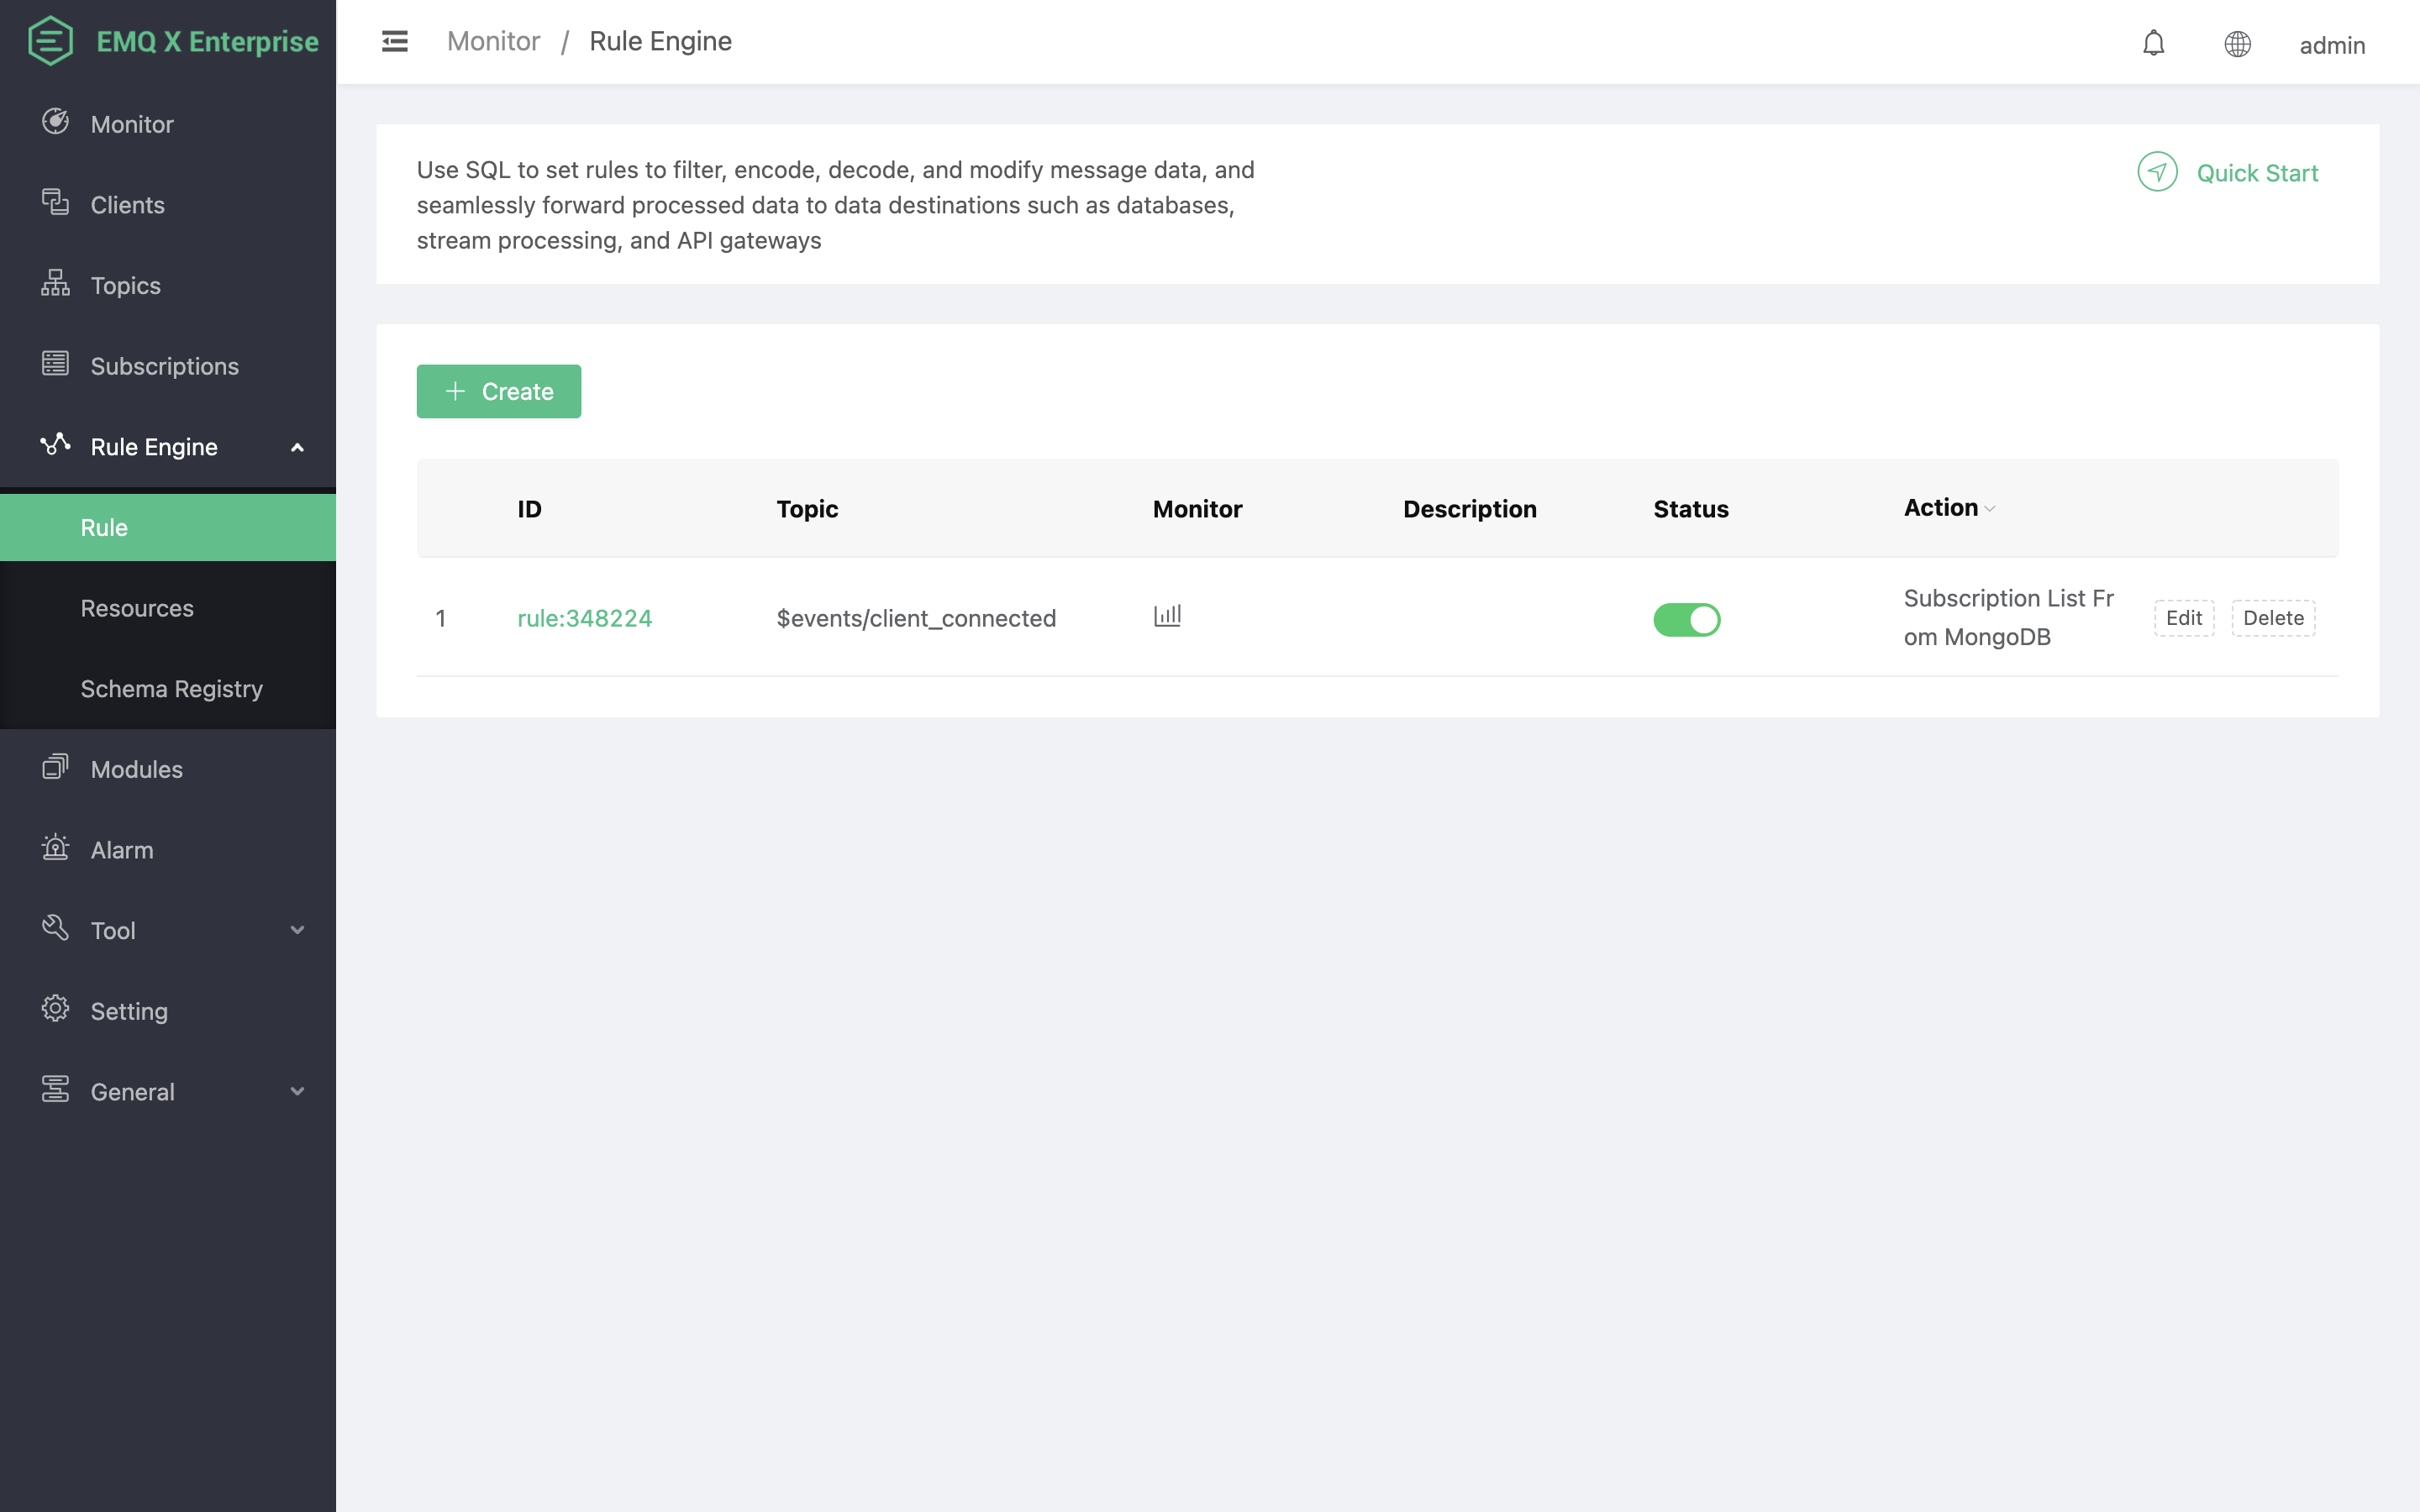 EMQ X Enterprise
Monitor
Clients
Topics
Subscriptions
Rule Engine
Rule
Resources
Schema Registry
Modules
Alarm
Tool
Setting
General
Monitor / Rule Engine
admin
Use SQL to set rules to filter, encode, decode, and modify message data, and
seamlessly forward processed data to data destinations such as databases,
stream processing, and API gateways
Quick Start
Create
ID Topic Monitor Description Status Action
1 rule:348224 $events/client_connected
Subscription List Fr
om MongoDB
Edit Delete